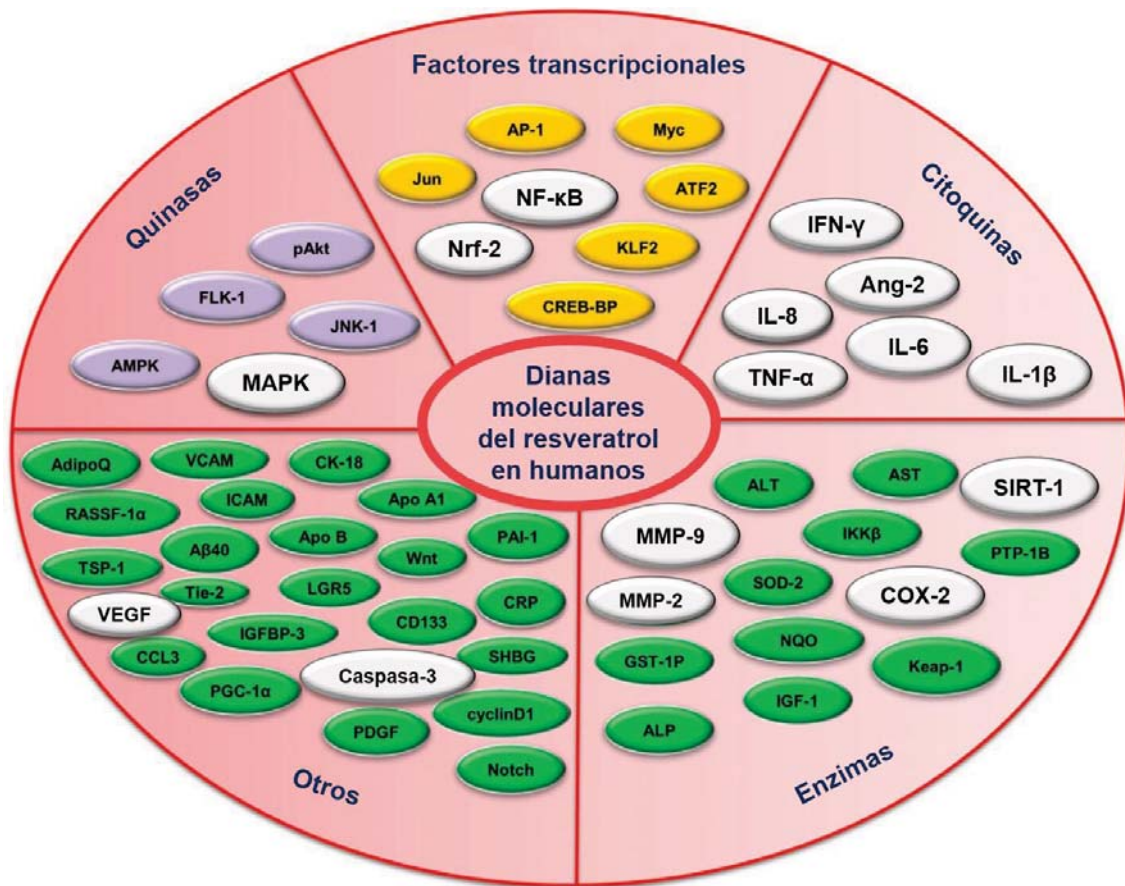 Factores transcripcionales
AP-1
Myc
Jun
NF-κB
ATF2
Nrf-2
KLF2
CREB-BP
Quinasas
pAkt
FLK-1
JNK-1
AMPK
MAPK
Citoquinas
IFN-γ
Ang-2
IL-8
IL-6
TNF-α
IL-1β
Dianas
moleculares
del resveratrol
en humanos
AdipoQ
VCAM
CK-18
RASSF-1α
ICAM
Apo A1
Aβ40
Apo B
Wnt
PAI-1
TSP-1
Tie-2
LGR5
VEGF
CRP
IGFBP-3
CD133
CCL3
SHBG
Caspasa-3
PGC-1α
cyclinD1
PDGF
Notch
Otros
ALT
AST
SIRT-1
MMP-9
IKKβ
PTP-1B
SOD-2
MMP-2
COX-2
NQO
GST-1P
Keap-1
IGF-1
ALP
Enzimas